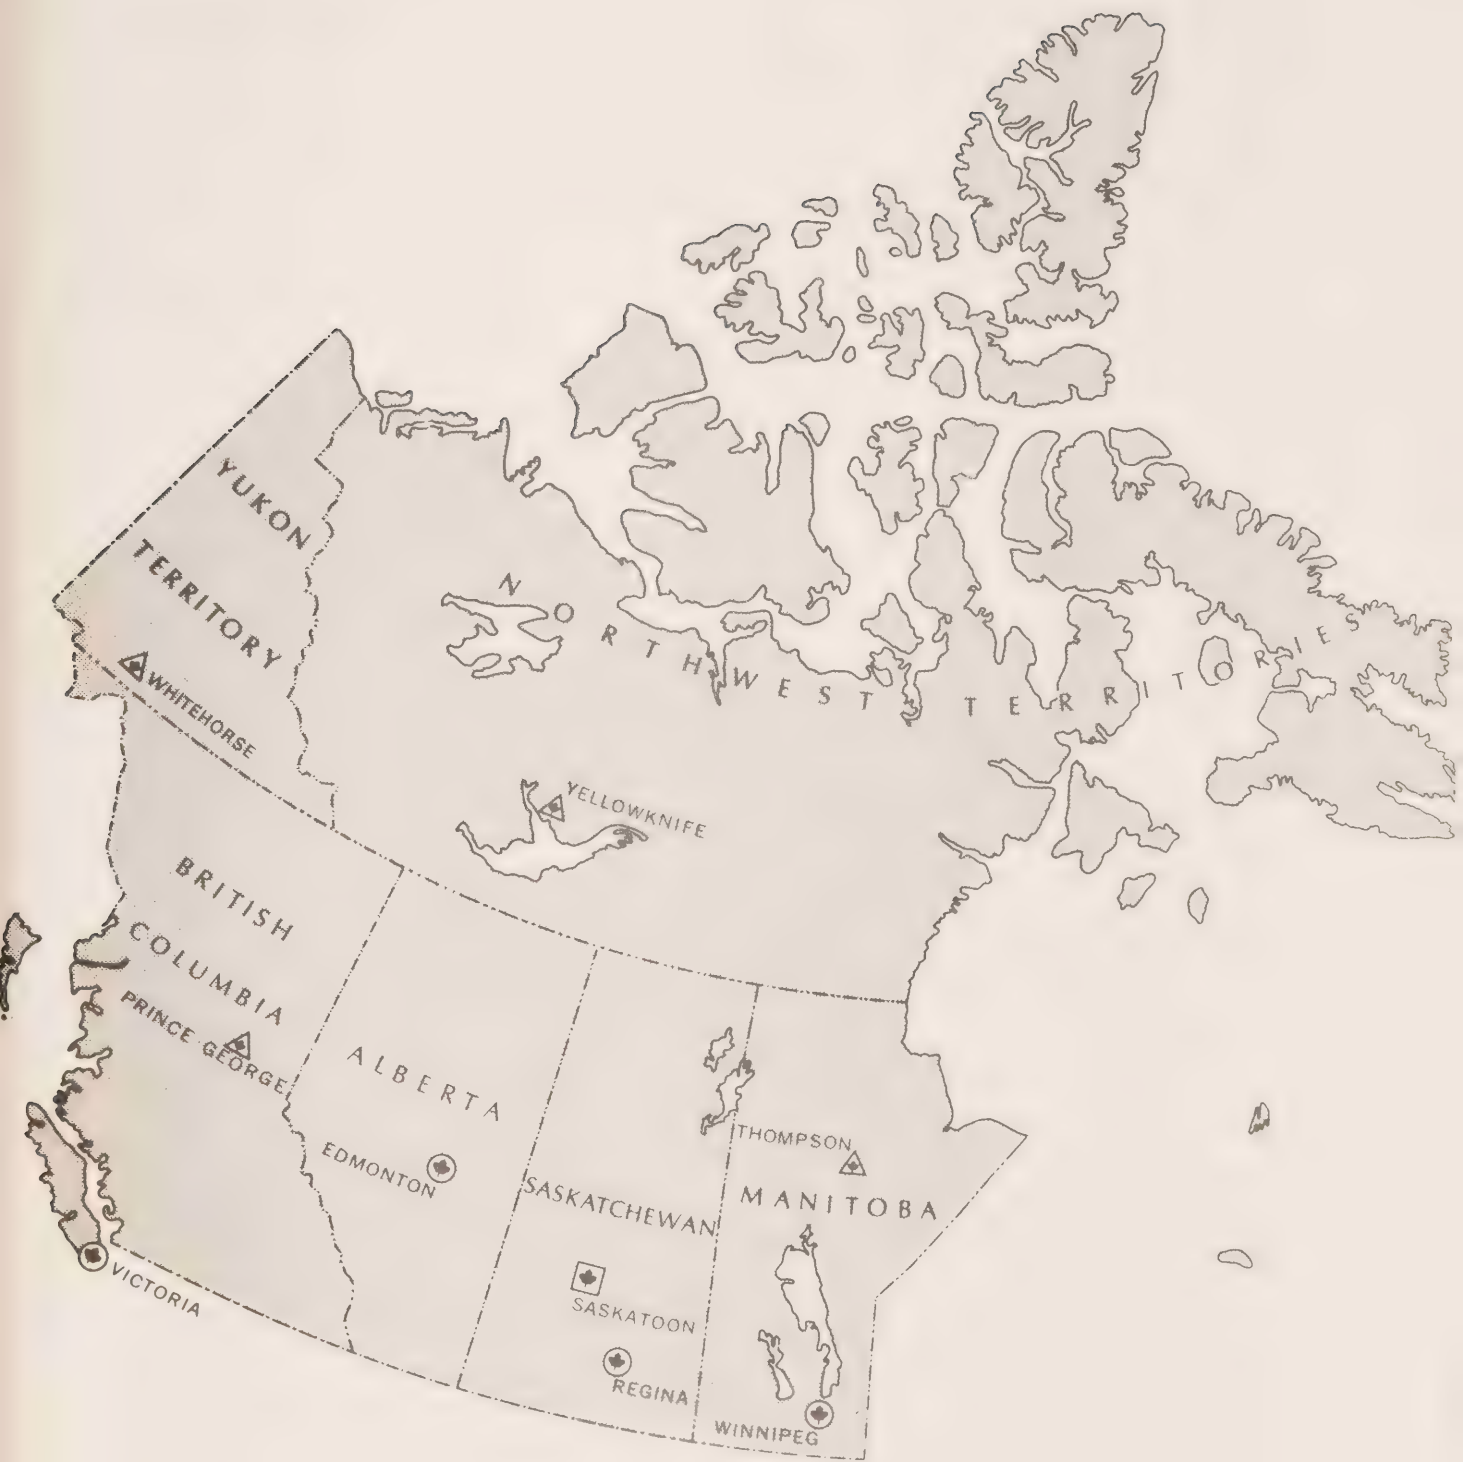 YUKON
TERRITORY
WHITEHORSE
NORTHWEST TERRITORIES
YELLOWKNIFE
BRITISH
COLUMBIA
PRINCE GEORGE
ALBERTA
EDMONTON
THOMPSON
SASKATCHEWAN
MANITOBA
VICTORIA
SASKATOON
REGINA
WINNIPEG